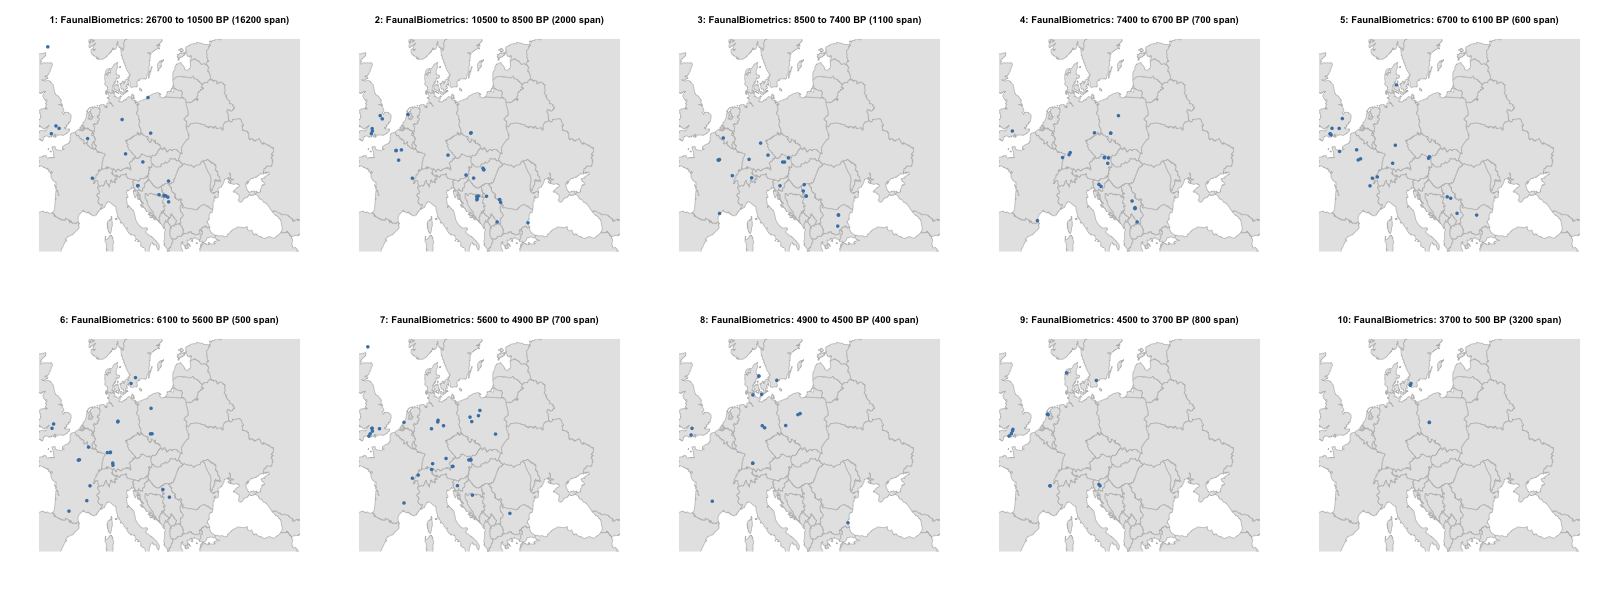 1: FaunalBiometrics: 26700 to 10500 BP (16200 span)
2: FaunalBiometrics: 10500 to 8500 BP (2000 span)
3: FaunalBiometrics: 8500 to 7400 BP (1100 span)
4: FaunalBiometrics: 7400 to 6700 BP (700 span)
5: FaunalBiometrics: 6700 to 6100 BP (600 span)
6: FaunalBiometrics: 6100 to 5600 BP (500 span)
7: FaunalBiometrics: 5600 to 4900 BP (700 span)
8: FaunalBiometrics: 4900 to 4500 BP (400 span)
9: FaunalBiometrics: 4500 to 3700 BP (800 span)
10: FaunalBiometrics: 3700 to 500 BP (3200 span)